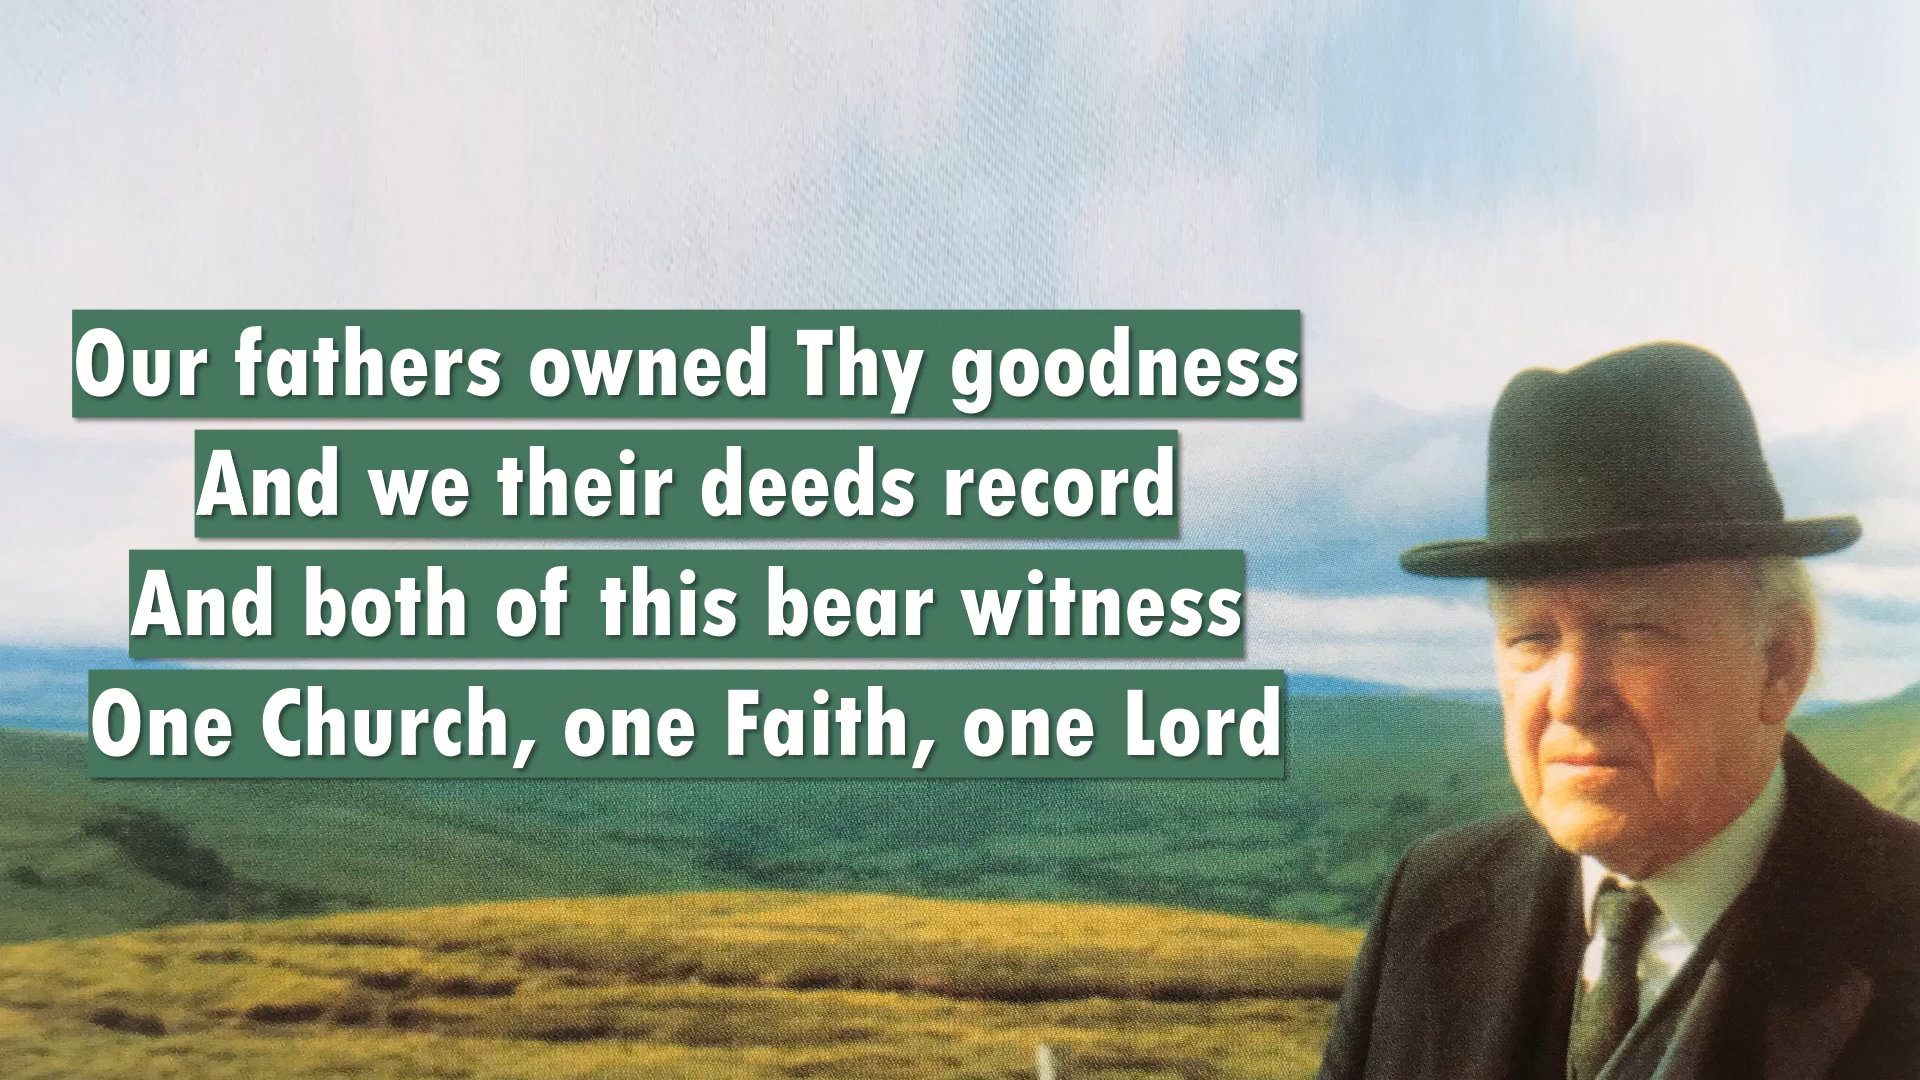 Our fathers owned Thy goodness
And we their deeds record
And both of this bear witness
One Church, one Faith, one Lord